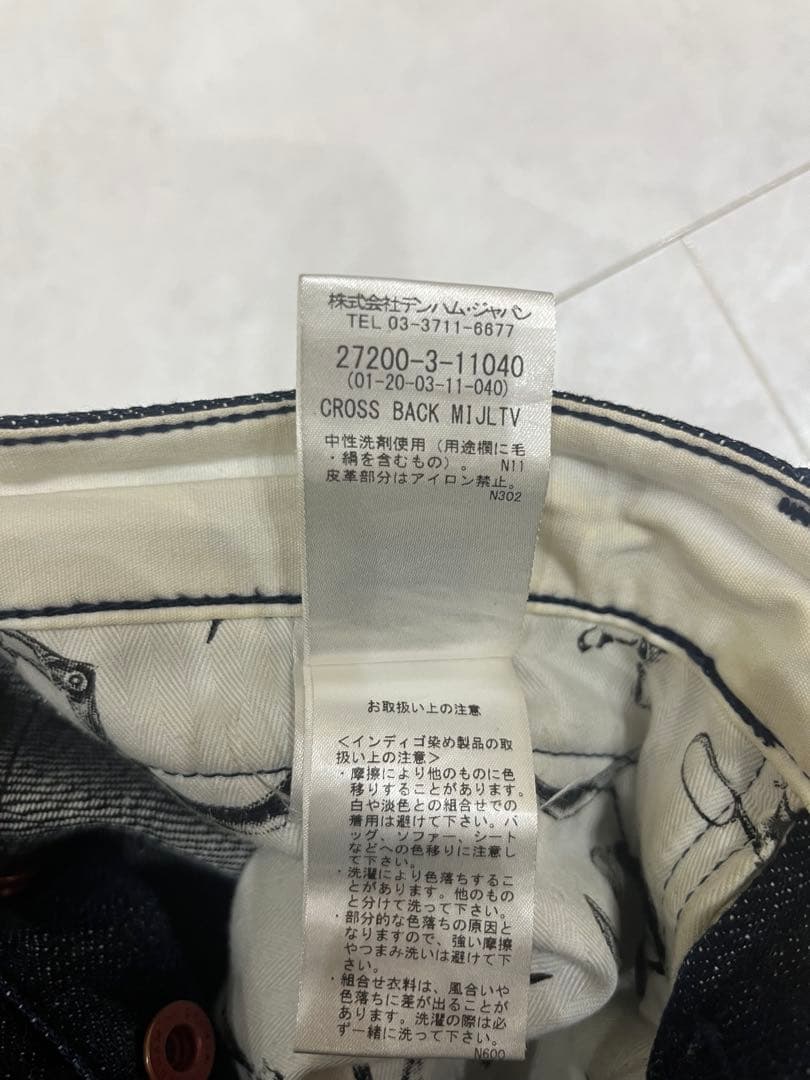 株式会社デンハム・ジャパン
TEL 03-3711-6677
27200-3-11040
(01-20-03-11-040)
CROSS BACK MIJLTV
中性洗剤使用（用途欄に毛
・絹を含むもの）。 N11
皮革部分はアイロン禁止。
N302
お取扱い上の注意
＜インディゴ染め製品の取
扱い上の注意＞
・摩擦により他のものに色
移りすることがあります。
白や淡色との組合せでの
着用は避けて下さい。バ
ッグ、ソファー、シート
などへの色移りに注意し
て下さい。
・洗濯により色落ちするこ
とがあります。他のもの
と分けて洗って下さい。
・部分的な色落ちの原因と
なりますので、強い摩擦
やつまみ洗いは避けて下
さい。
・組合せ衣料は、風合いや
色落ちに差が出ることが
あります。洗濯の際は必
ず一緒に洗って下さい。
N600